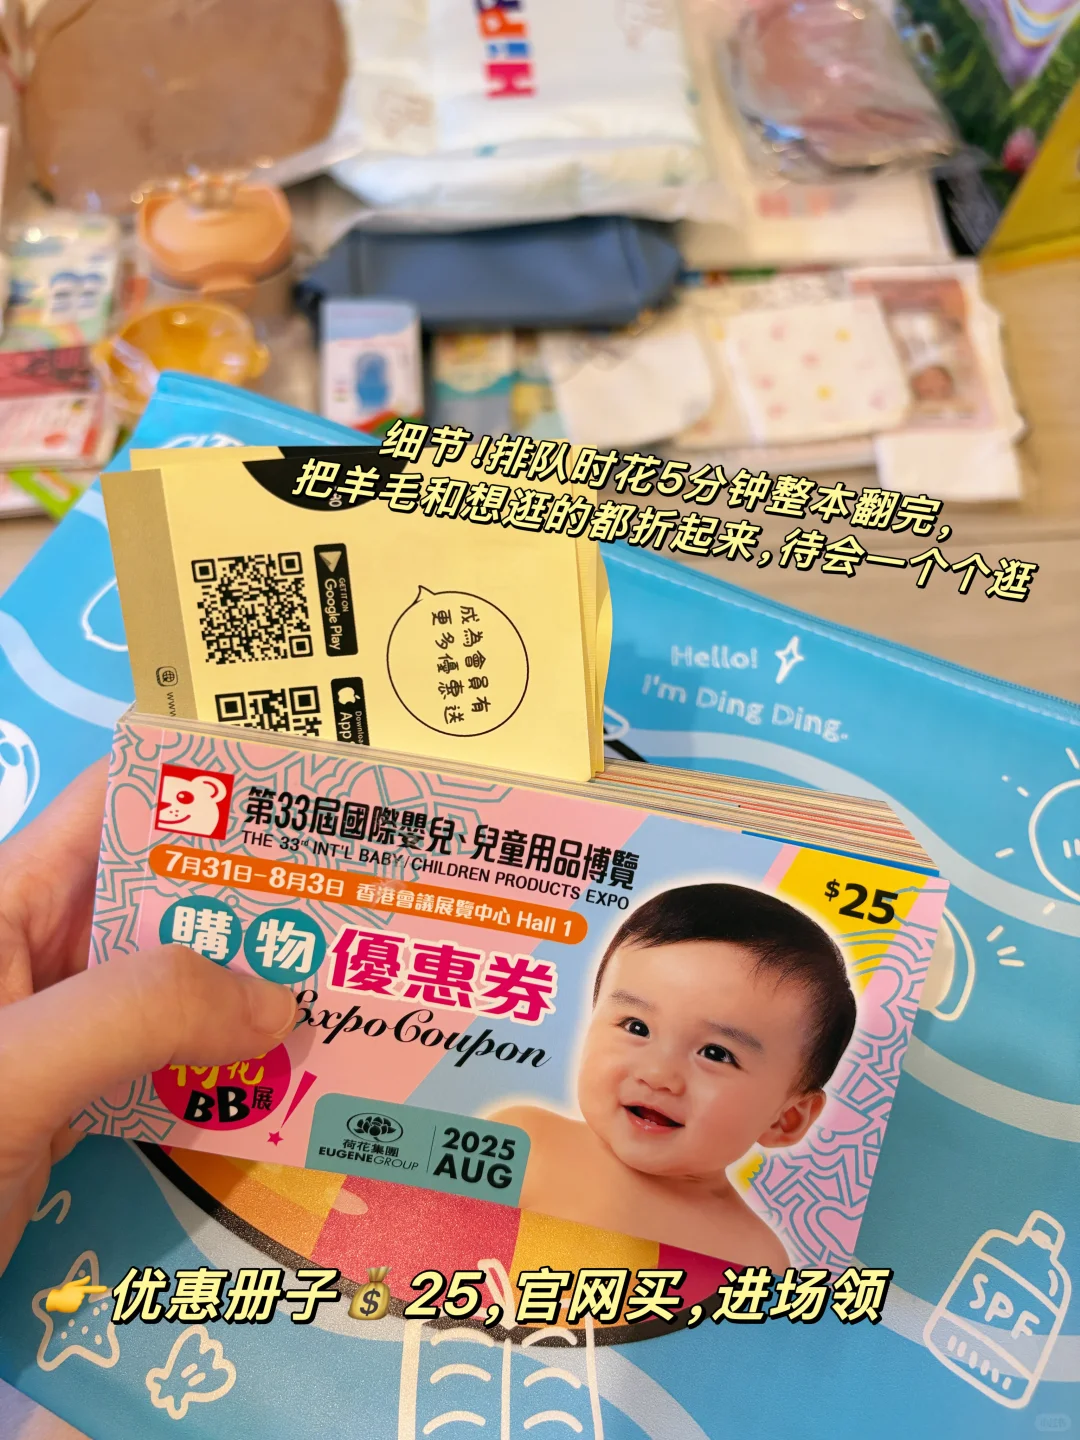 HiPP
细节！排队时花5分钟整本翻完，
把羊毛和想逛的都折起来，待会一个个逛
GET IT ON
Google Play
成為會員有
更多優惠送
App
Hello!
I'm Ding Ding.
第33屆國際嬰兒、兒童用品博覽
THE 33rd INT'L BABY/CHILDREN PRODUCTS EXPO
7月31日-8月3日 香港會議展覽中心 Hall 1
$25
購物優惠券
Expo Coupon
荷花
BB展!
荷花集團
EUGENEGROUP
2025
AUG
👉优惠册子💰25，官网买，进场领
SPF